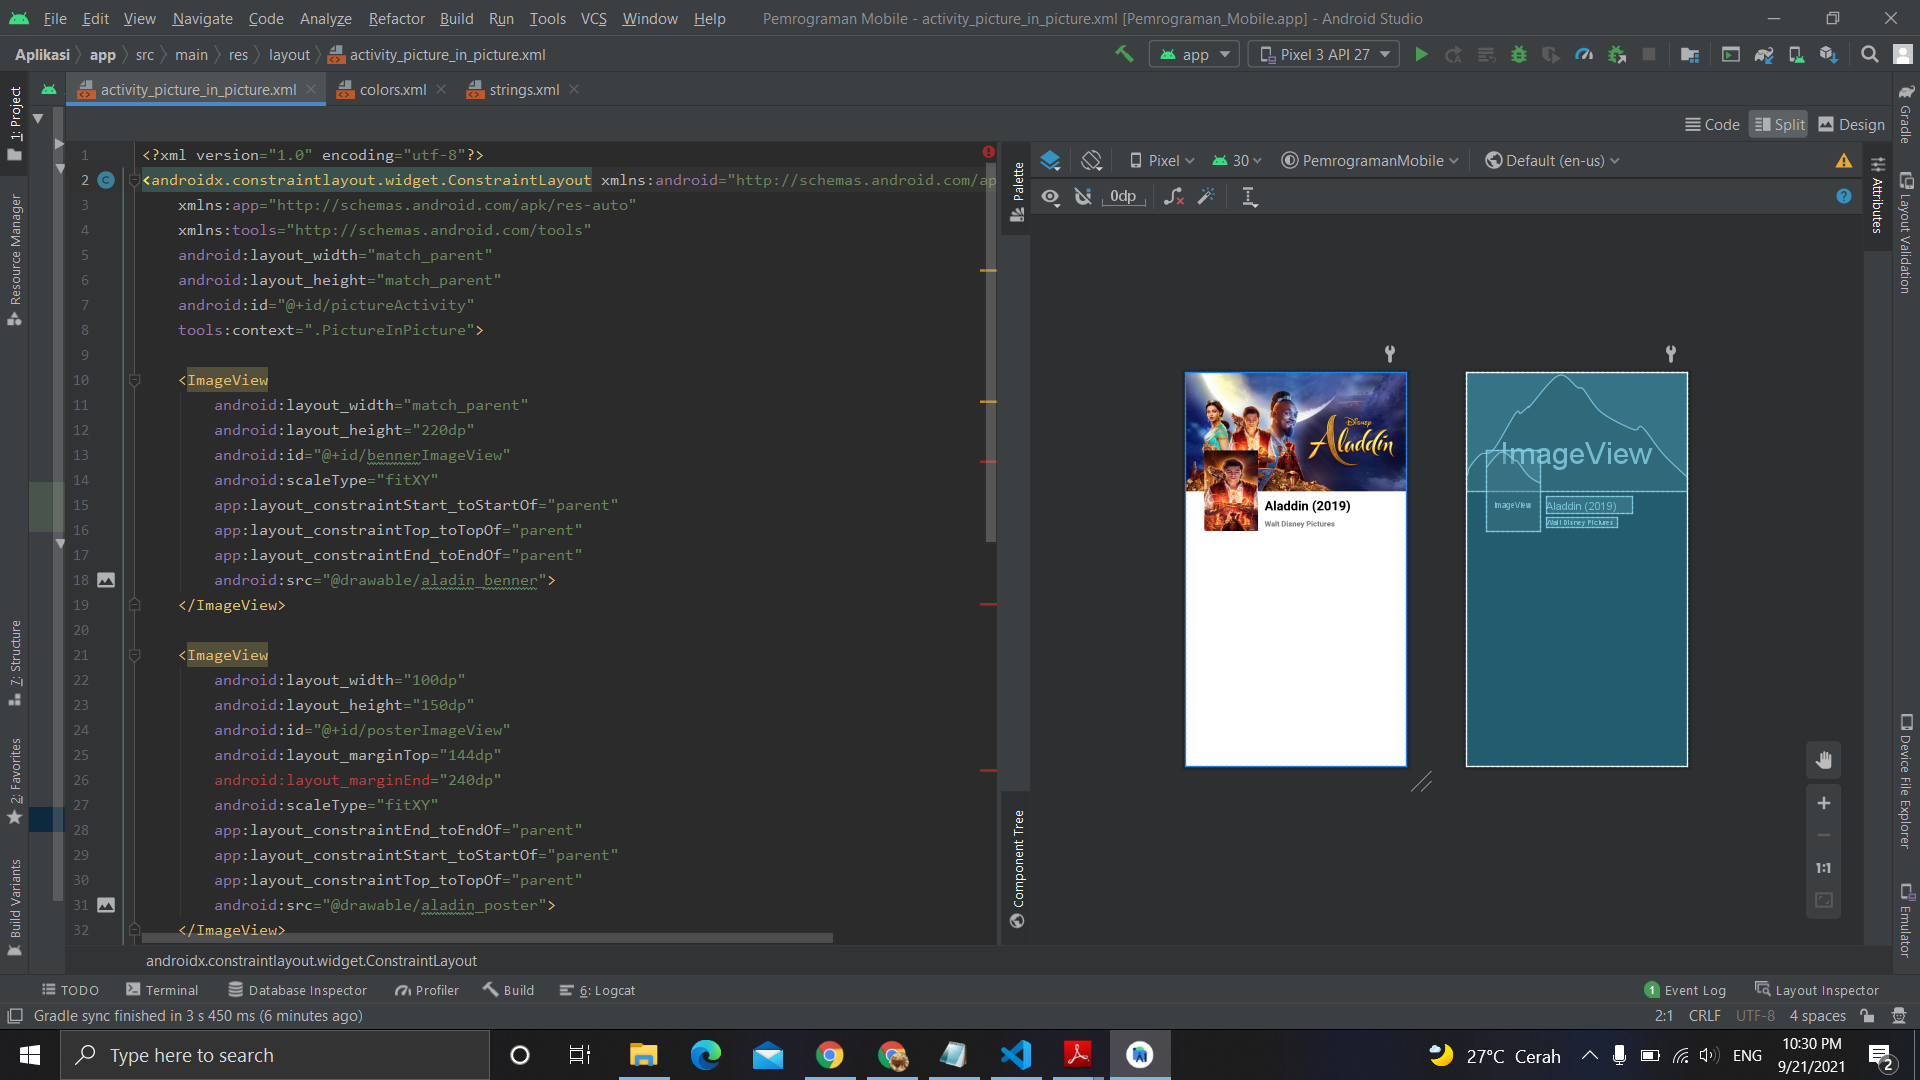 File Edit View Navigate Code Analyze Refactor Build Run Tools VCS Window Help Pemrograman Mobile - activity_picture_in_picture.xml [Pemrograman_Mobile.app] - Android Studio
Aplikasi app src main res layout activity_picture_in_picture.xml app Pixel 3 API 27
activity_picture_in_picture.xml colors.xml strings.xml
Code Split Design
1: Project
Resource Manager
7: Structure
2: Favorites
Build Variants
1 <?xml version="1.0" encoding="utf-8"?>
2 <androidx.constraintlayout.widget.ConstraintLayout xmlns:android="http://schemas.android.com/ap
3 xmlns:app="http://schemas.android.com/apk/res-auto"
4 xmlns:tools="http://schemas.android.com/tools"
5 android:layout_width="match_parent"
6 android:layout_height="match_parent"
7 android:id="@+id/pictureActivity"
8 tools:context=".PictureInPicture">
9
10 <ImageView
11 android:layout_width="match_parent"
12 android:layout_height="220dp"
13 android:id="@+id/bennerImageView"
14 android:scaleType="fitXY"
15 app:layout_constraintStart_toStartOf="parent"
16 app:layout_constraintTop_toTopOf="parent"
17 app:layout_constraintEnd_toEndOf="parent"
18 android:src="@drawable/aladin_benner">
19 </ImageView>
20
21 <ImageView
22 android:layout_width="100dp"
23 android:layout_height="150dp"
24 android:id="@+id/posterImageView"
25 android:layout_marginTop="144dp"
26 android:layout_marginEnd="240dp"
27 android:scaleType="fitXY"
28 app:layout_constraintEnd_toEndOf="parent"
29 app:layout_constraintStart_toStartOf="parent"
30 app:layout_constraintTop_toTopOf="parent"
31 android:src="@drawable/aladin_poster">
32 </ImageView>
androidx.constraintlayout.widget.ConstraintLayout
Palette
Component Tree
Pixel 30 PemrogramanMobile Default (en-us)
0dp
Disney
Aladdin
Aladdin (2019)
Walt Disney Pictures
ImageView
ImageView
Aladdin (2019)
Walt Disney Pictures
1:1
Attributes
Gradle
Layout Validation
Device File Explorer
Emulator
TODO Terminal Database Inspector Profiler Build 6: Logcat 1 Event Log Layout Inspector
Gradle sync finished in 3 s 450 ms (6 minutes ago) 2:1 CRLF UTF-8 4 spaces
Type here to search 27°C Cerah ENG 10:30 PM
9/21/2021 2